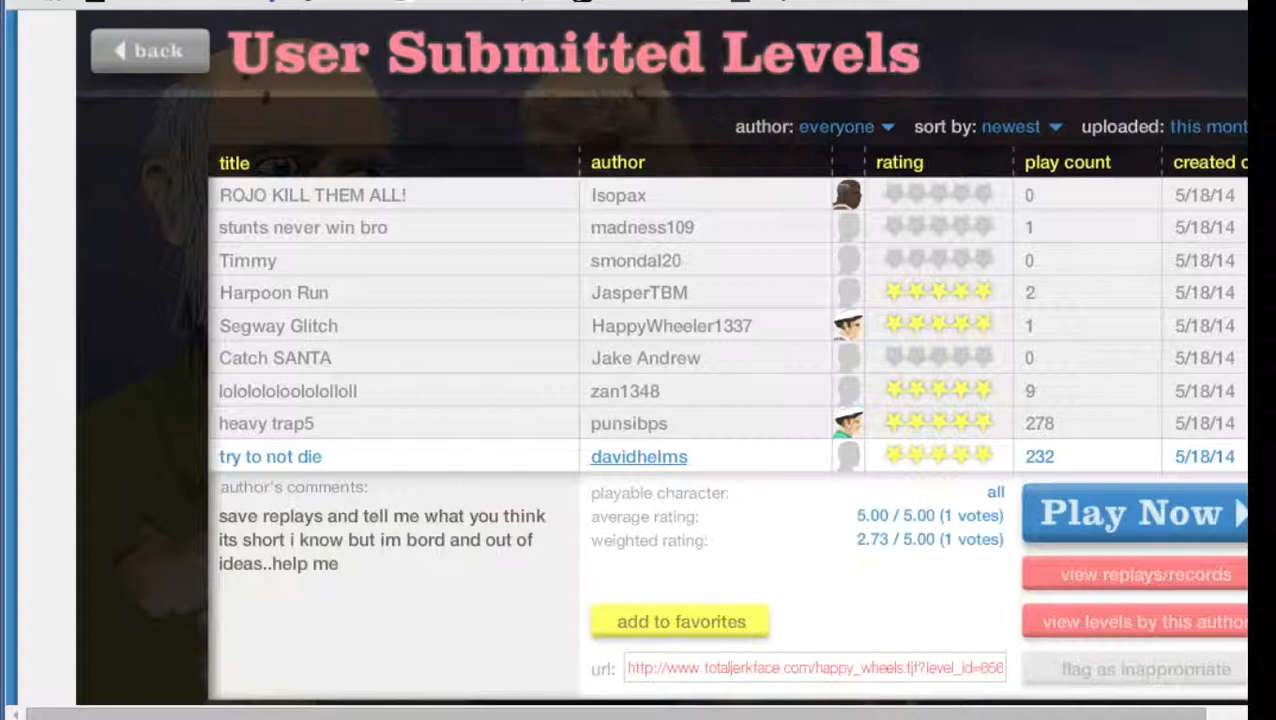 back
User Submitted Levels
author: everyone sort by: newest uploaded: this mont
title author rating play count created o
ROJO KILL THEM ALL! Isopax 0 5/18/14
stunts never win bro madness109 1 5/18/14
Timmy smondal20 0 5/18/14
Harpoon Run JasperTBM 2 5/18/14
Segway Glitch HappyWheeler1337 1 5/18/14
Catch SANTA Jake Andrew 0 5/18/14
heavy trap5 punsibps 278 5/18/14
zan1348 9 5/18/14
try to not die davidhelms 232 5/18/14
author's comments:
save replays and tell me what you think
its short i know but im bord and out of
ideas..help me
playable character: all
average rating: 5.00 / 5.00 (1 votes)
weighted rating: 2.73 / 5.00 (1 votes)
add to favorites
url: http://www.totaljerkface.com/happy_wheels.tjf?level_id=658
Play Now
view replays/records
view levels by this author
flag as inappropriate